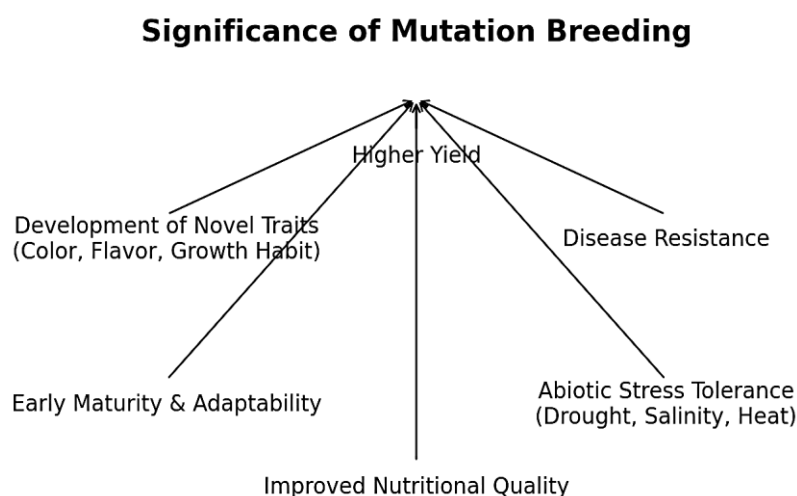 Significance of Mutation Breeding
Higher Yield
Development of Novel Traits
(Color, Flavor, Growth Habit)
Disease Resistance
Early Maturity & Adaptability
Abiotic Stress Tolerance
(Drought, Salinity, Heat)
Improved Nutritional Quality